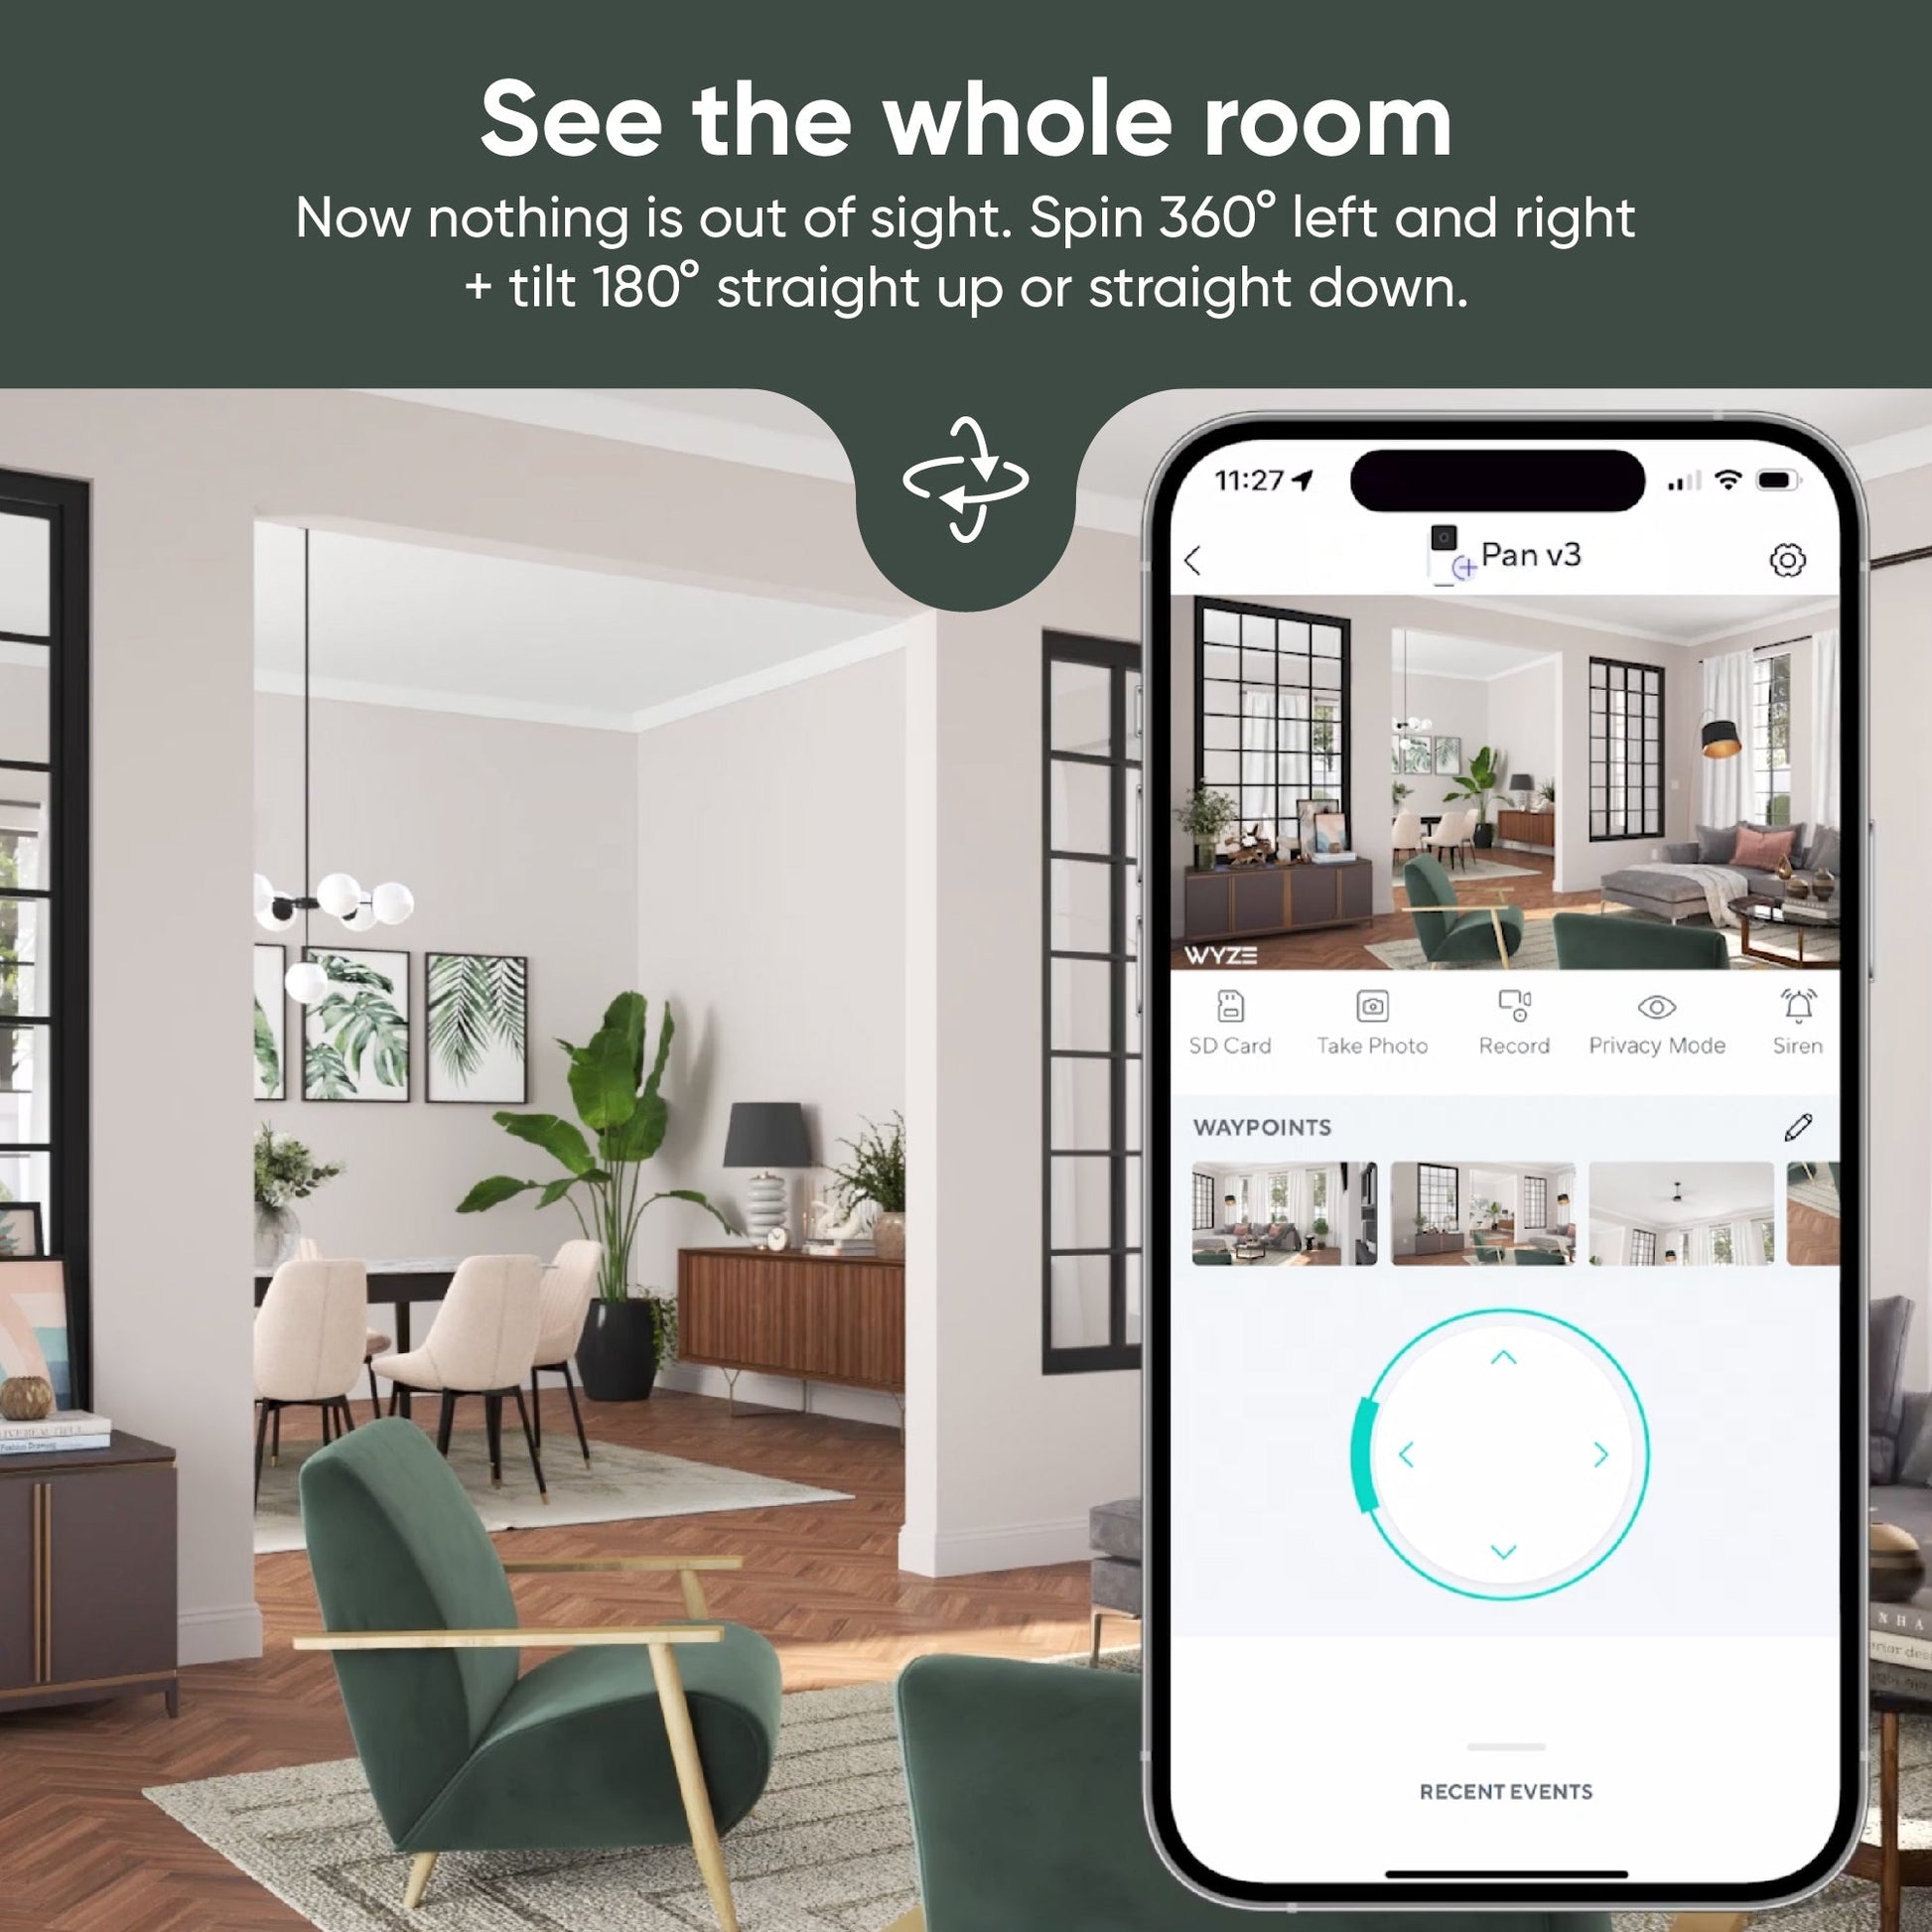 See the whole room
Now nothing is out of sight. Spin 360° left and right
+ tilt 180° straight up or straight down.
11:27
Pan v3
WYZE
SD Card
Take Photo
Record
Privacy Mode
Siren
WAYPOINTS
RECENT EVENTS